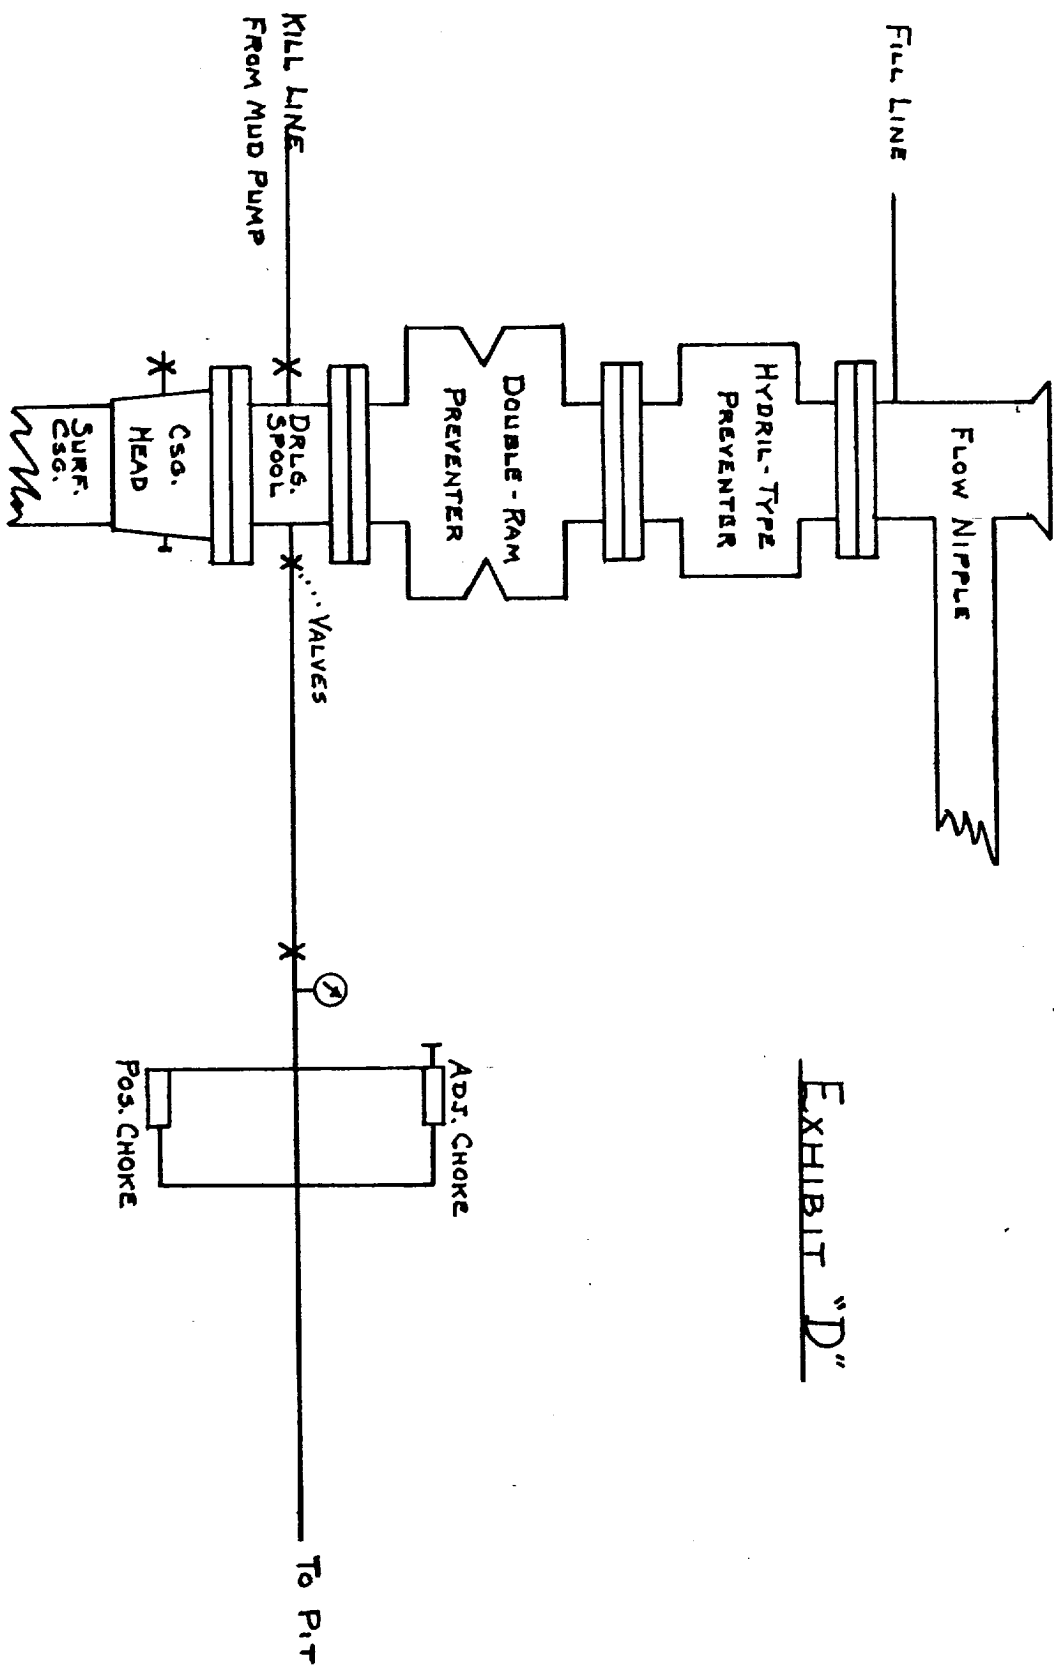 FILL LINE
FLOW NIPPLE
HYDRIL-TYPE
PREVENTER
EXHIBIT "D"
DOUBLE-RAM
PREVENTER
KILL LINE
FROM MUD PUMP
DRLG.
SPOOL
VALVES
ADJ. CHOKE
TO PIT
CSG.
HEAD
POS. CHOKE
SURF.
CSG.